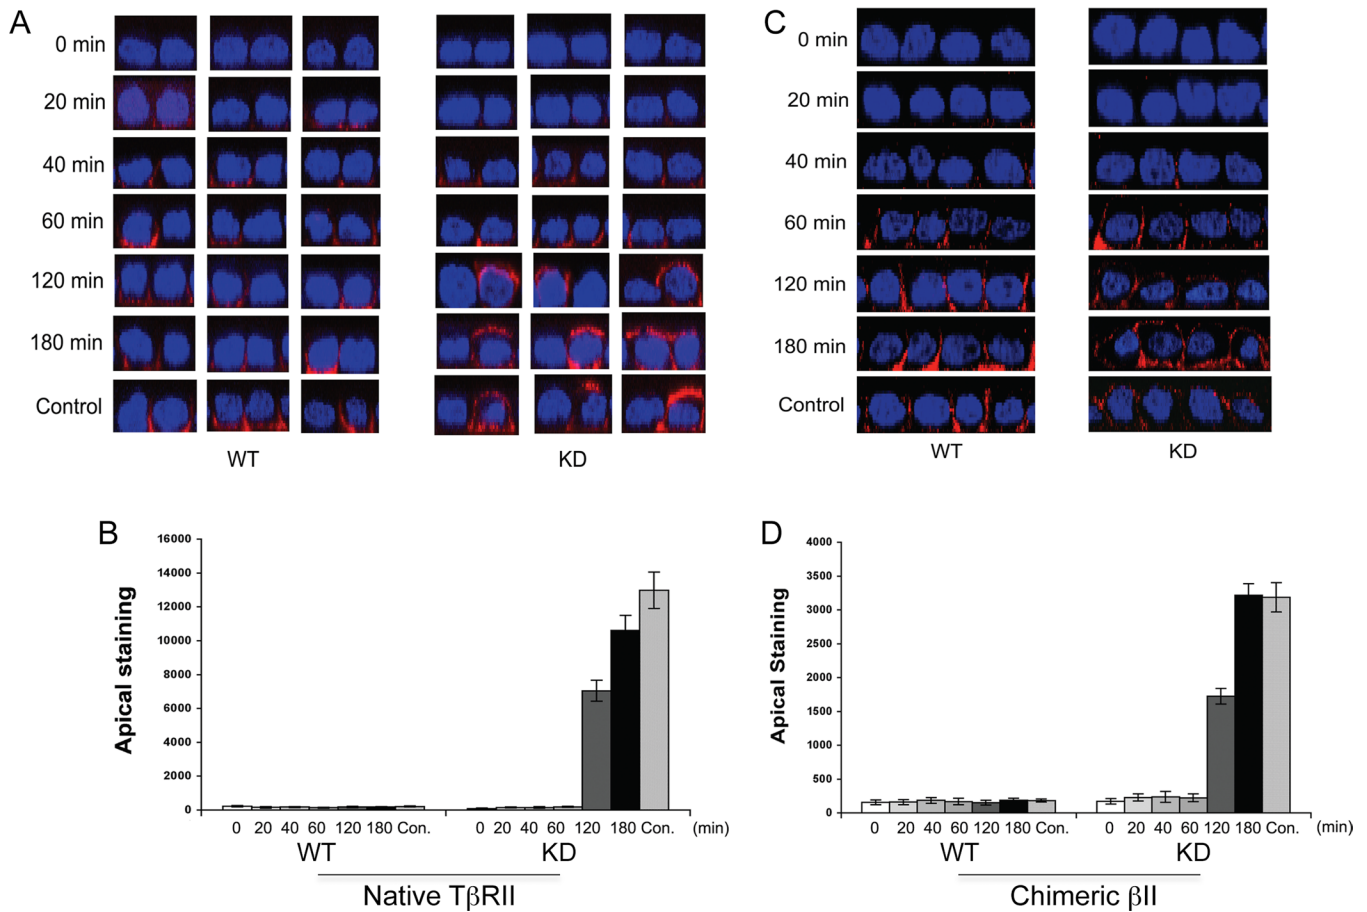 A
0 min
20 min
40 min
60 min
120 min
180 min
Control
WT
KD
C
0 min
20 min
40 min
60 min
120 min
180 min
Control
WT
KD
B
Apical staining
16000
14000
12000
10000
8000
6000
4000
2000
0
0 20 40 60 120 180 Con. 0 20 40 60 120 180 Con. (min)
WT KD
Native TβRII
D
Apical Staining
4000
3500
3000
2500
2000
1500
1000
500
0
0 20 40 60 120 180 Con. 0 20 40 60 120 180 Con. (min)
WT KD
Chimeric βII